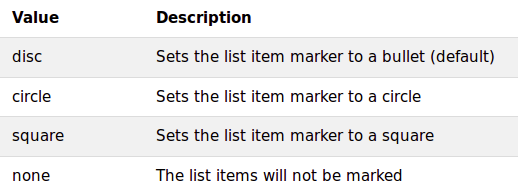 Value Description
disc Sets the list item marker to a bullet (default)
circle Sets the list item marker to a circle
square Sets the list item marker to a square
none The list items will not be marked